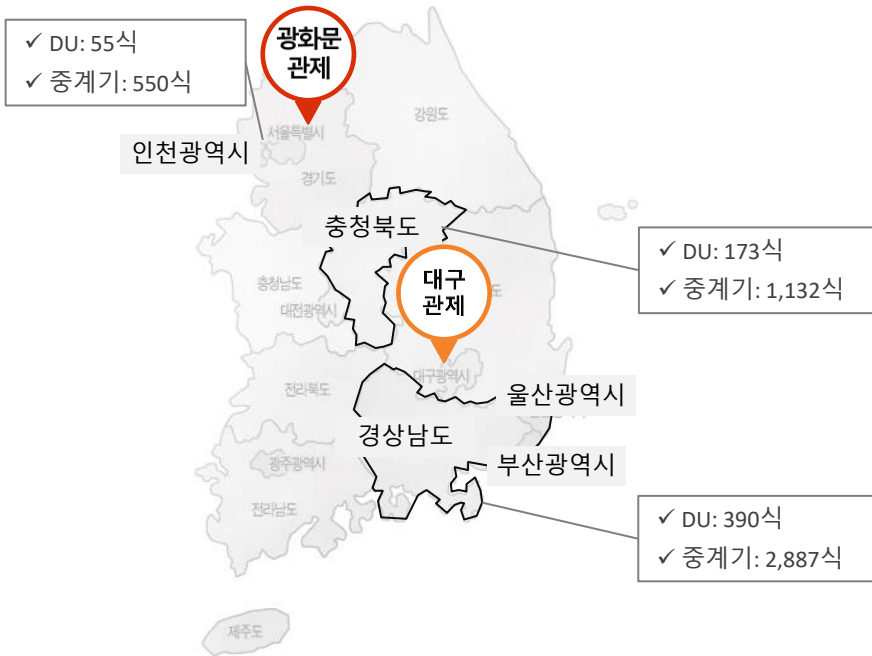 ✓ DU: 55식
✓ 중계기: 550식
광화문
관제
강원도
서울특별시
인천광역시
경기도
충청북도
✓ DU: 173식
✓ 중계기: 1,132식
대구
관제
도
충청남도
대전광역시
대구광역시
전라북도
울산광역시
경상남도
부산광역시
광주광역시
전라남도
✓ DU: 390식
✓ 중계기: 2,887식
제주도